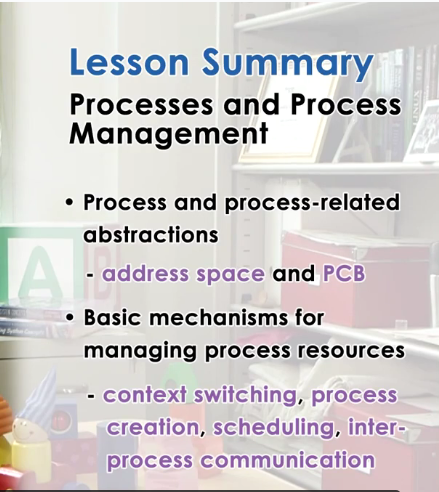 Lesson Summary
Processes and Process
Management
• Process and process-related
abstractions
- address space and PCB
• Basic mechanisms for
managing process resources
- context switching, process
creation, scheduling, inter-
process communication
A